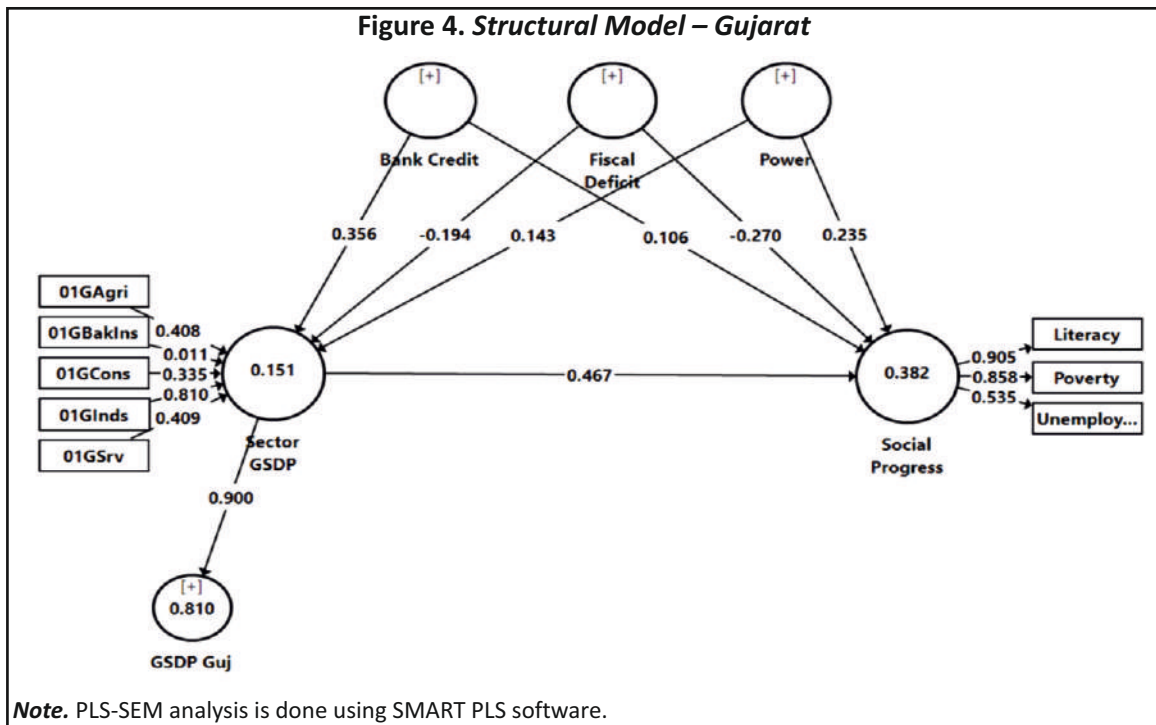 Figure 4. Structural Model – Gujarat
[+]
[+]
[+]
Bank Credit
Fiscal
Deficit
Power
0.356
-0.194
0.143
0.106
-0.270
0.235
01GAgri
01GBakIns
01GCons
01GInds
01GSrv
0.408
0.011
0.335
0.810
0.409
0.151
Sector
GSDP
0.467
0.382
Social
Progress
0.905
0.858
0.535
Literacy
Poverty
Unemploy...
0.900
[+]
0.810
GSDP Guj
Note. PLS-SEM analysis is done using SMART PLS software.